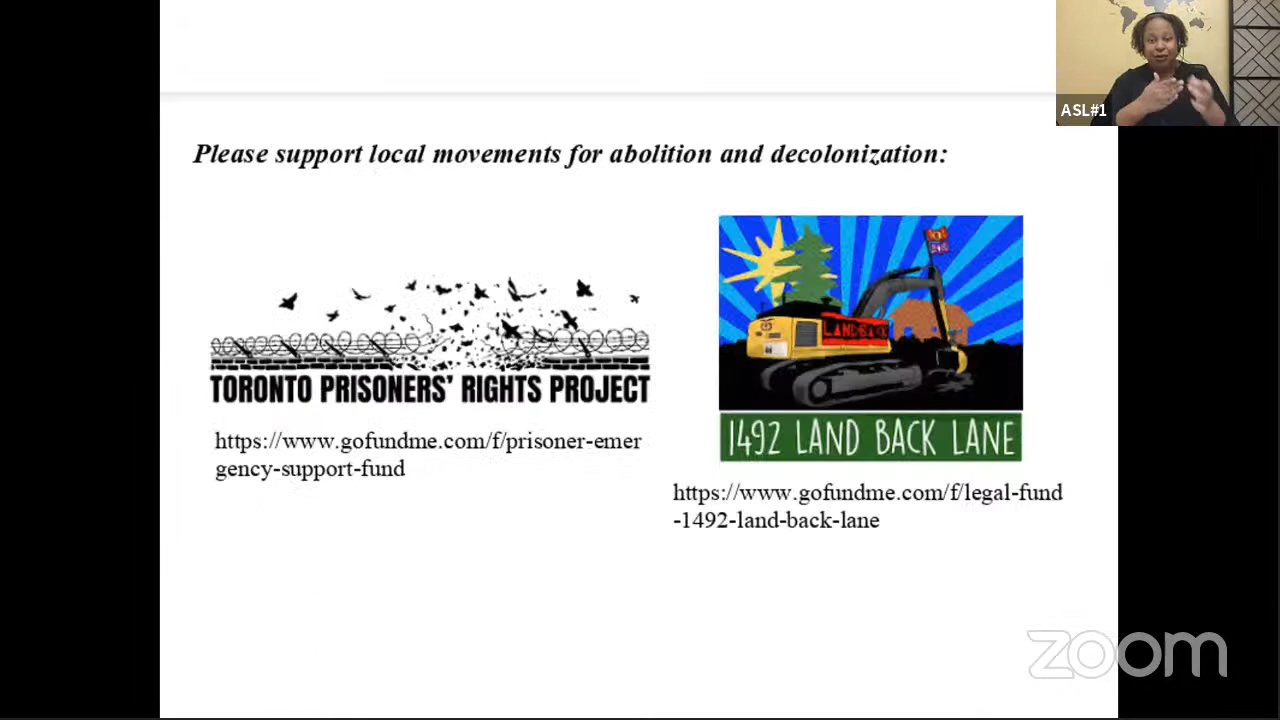 ASL#1
Please support local movements for abolition and decolonization:
TORONTO PRISONERS' RIGHTS PROJECT
https://www.gofundme.com/f/prisoner-emer
gency-support-fund
LANDBACK
1492 LAND BACK LANE
https://www.gofundme.com/f/legal-fund
-1492-land-back-lane
zoom